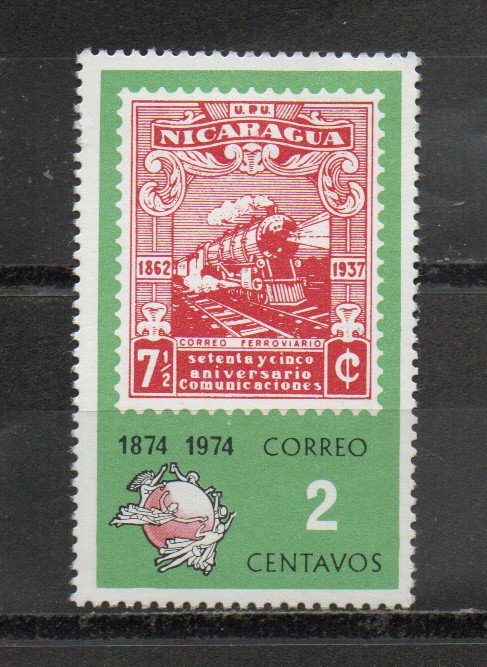 U.P.U.
NICARAGUA
1862 1937
CORREO FERROVIARIO
7½ setenta y cinco ¢
aniversario
Comunicaciones
1874 1974 CORREO
2
CENTAVOS